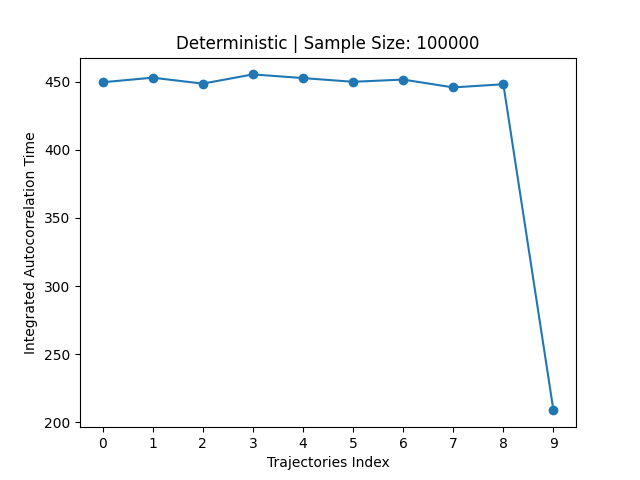 Deterministic | Sample Size: 100000
Integrated Autocorrelation Time
450
400
350
300
250
200
0 1 2 3 4 5 6 7 8 9
Trajectories Index